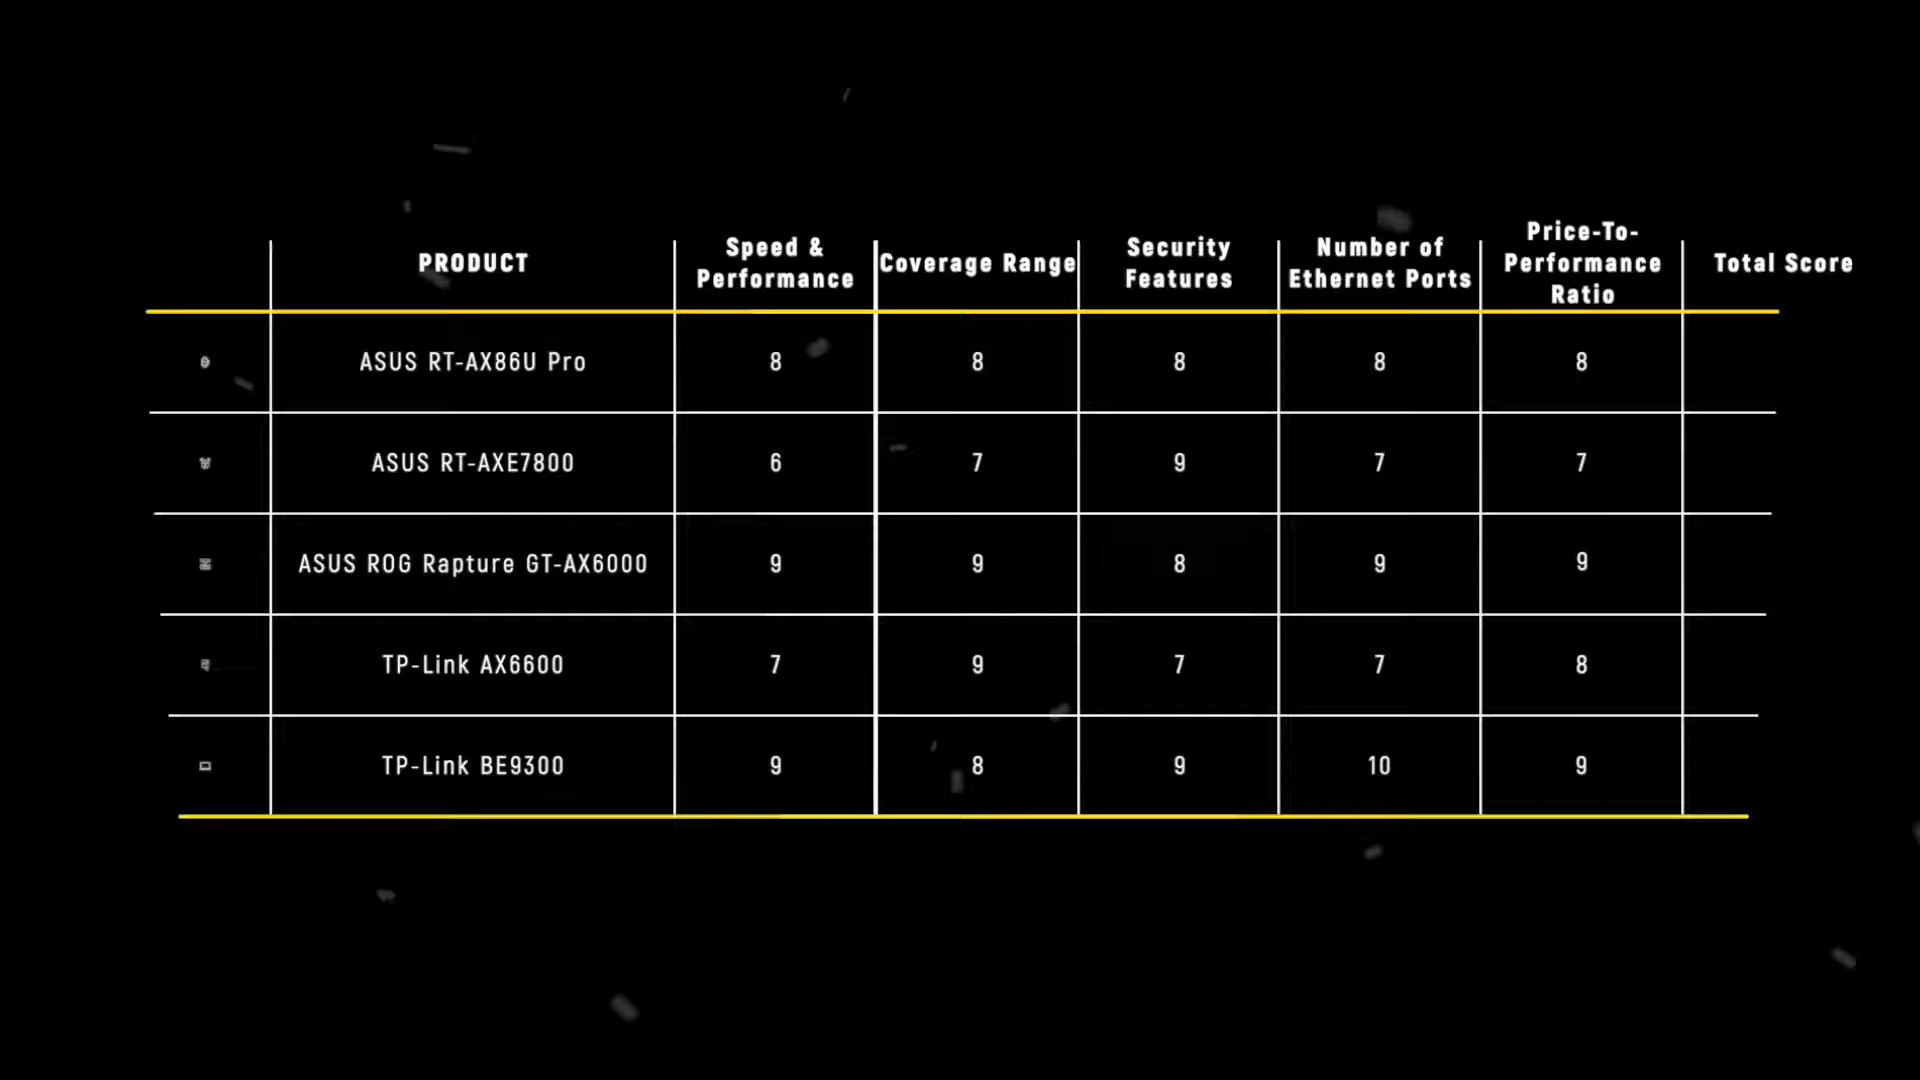 PRODUCT
Speed &
Performance
Coverage Range
Security
Features
Number of
Ethernet Ports
Price-To-
Performance
Ratio
Total Score
ASUS RT-AX86U Pro 8 8 8 8 8
ASUS RT-AXE7800 6 7 9 7 7
ASUS ROG Rapture GT-AX6000 9 9 8 9 9
TP-Link AX6600 7 9 7 7 8
TP-Link BE9300 9 8 9 10 9